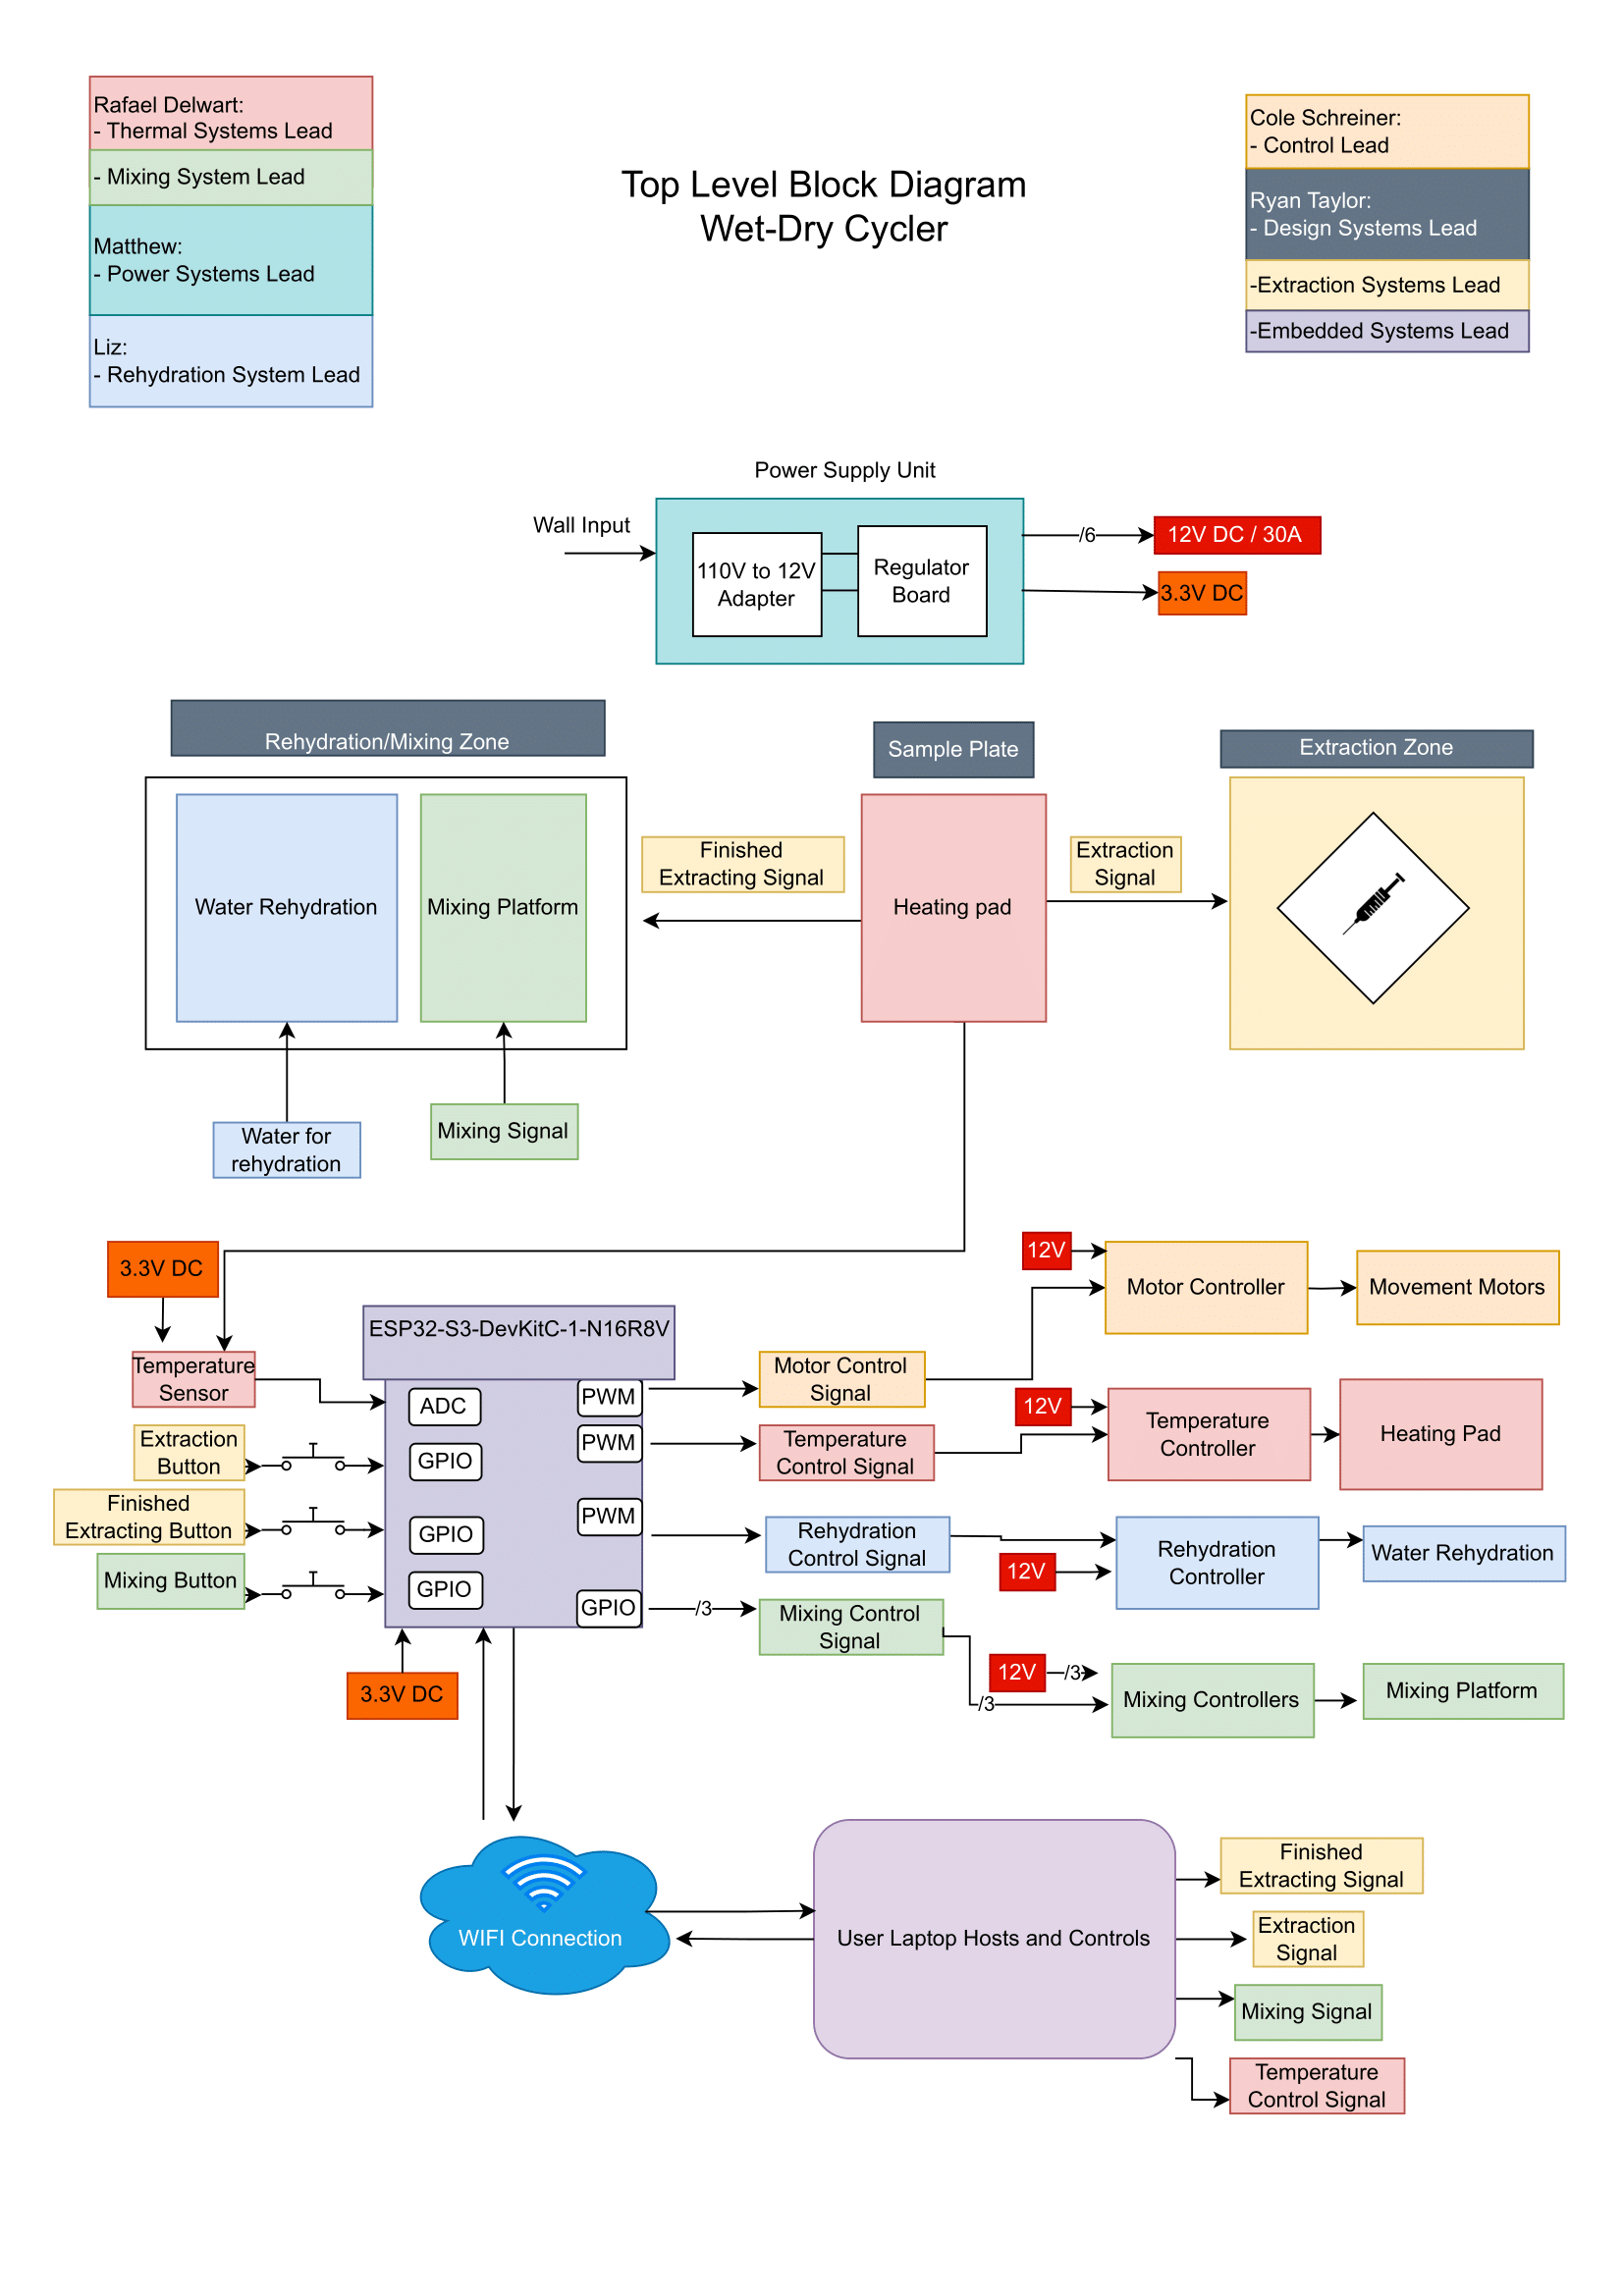 Rafael Delwart:
- Thermal Systems Lead
- Mixing System Lead
Matthew:
- Power Systems Lead
Liz:
- Rehydration System Lead
Top Level Block Diagram
Wet-Dry Cycler
Cole Schreiner:
- Control Lead
Ryan Taylor:
- Design Systems Lead
-Extraction Systems Lead
-Embedded Systems Lead
Power Supply Unit
Wall Input
110V to 12V
Adapter
Regulator
Board
/6
12V DC / 30A
3.3V DC
Rehydration/Mixing Zone
Sample Plate
Extraction Zone
Water Rehydration
Mixing Platform
Finished
Extracting Signal
Heating pad
Extraction
Signal
Water for
rehydration
Mixing Signal
3.3V DC
Temperature
Sensor
Extraction
Button
Finished
Extracting Button
Mixing Button
ESP32-S3-DevKitC-1-N16R8V
ADC
GPIO
GPIO
GPIO
PWM
PWM
PWM
GPIO
3.3V DC
Motor Control
Signal
12V
Motor Controller
Movement Motors
Temperature
Control Signal
12V
Temperature
Controller
Heating Pad
Rehydration
Control Signal
12V
Rehydration
Controller
Water Rehydration
/3
Mixing Control
Signal
12V
/3
/3
Mixing Controllers
Mixing Platform
WIFI Connection
User Laptop Hosts and Controls
Finished
Extracting Signal
Extraction
Signal
Mixing Signal
Temperature
Control Signal